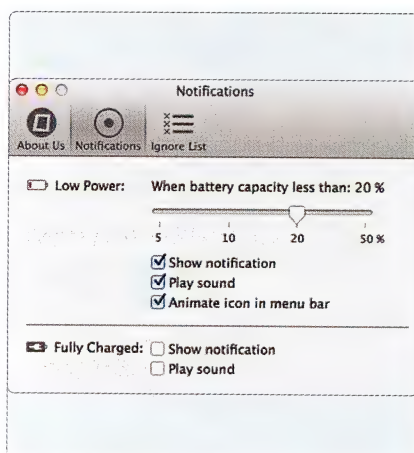 Notifications
About Us Notifications Ignore List
Low Power: When battery capacity less than: 20 %
5 10 20 50 %
Show notification
Play sound
Animate icon in menu bar
Fully Charged: Show notification
Play sound